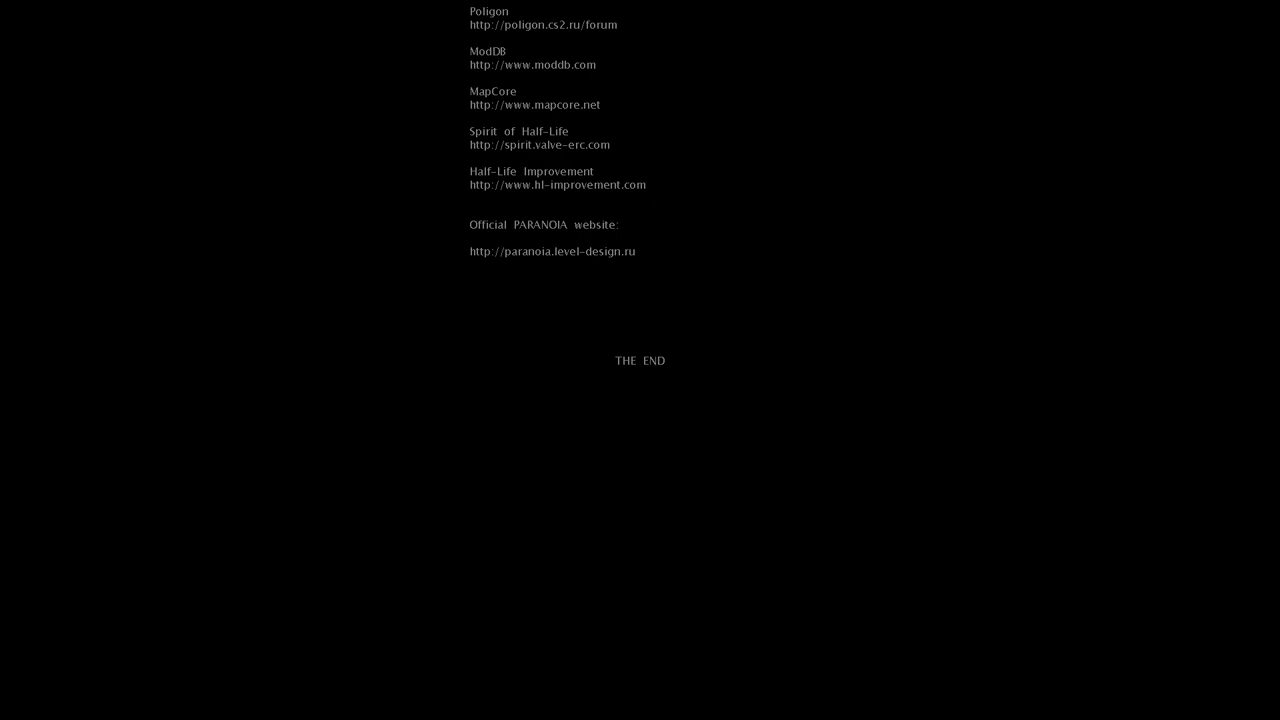 Poligon
http://poligon.cs2.ru/forum
ModDB
http://www.moddb.com
MapCore
http://www.mapcore.net
Spirit of Half-Life
http://spirit.valve-erc.com
Half-Life Improvement
http://www.hl-improvement.com
Official PARANOIA website:
http://paranoia.level-design.ru
THE END